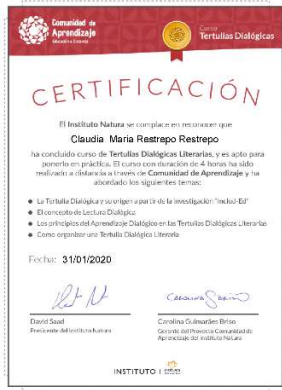 Comunidad de
Aprendizaje
Curso
Tertulias Dialógicas
CERTIFICACIÓN
El Instituto Natura se complace en reconocer que
Claudia Maria Restrepo Restrepo
ha concluido curso de Tertulias Dialógicas Literarias, y es apto para
ponerlo en práctica. El curso con duración de 4 horas ha sido
realizado a distancia a través de Comunidad de Aprendizaje y ha
abordado los siguientes temas:
La Tertulia Dialógica y su origen a partir de la investigación "Includ-Ed"
El concepto de Lectura Dialógica
Los principios del Aprendizaje Dialógico en las Tertulias Dialógicas Literarias
Como organizar una Tertulia Dialógica Literaria
Fecha: 31/01/2020
David Saad
Presidente del Instituto Natura
Carolina Guimarães Briso
Gerente del Proyecto Comunidad de
Aprendizaje del Instituto Natura
INSTITUTO | natura